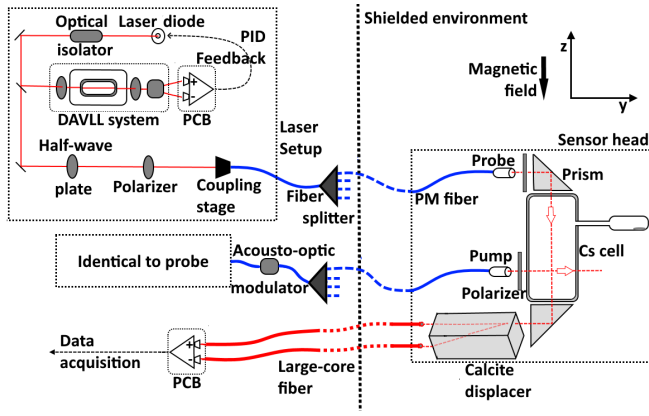 Optical
isolator
Laser diode
PID
Feedback
+
-
DAVLL system
PCB
Half-wave
plate
Polarizer
Coupling
stage
Laser
Setup
Fiber
splitter
Shielded environment
Magnetic
field
z
y
Sensor head
Probe
Prism
PM fiber
Cs cell
Pump
Polarizer
Identical to probe
Acousto-optic
modulator
Data
acquisition
+
-
PCB
Large-core
fiber
Calcite
displacer